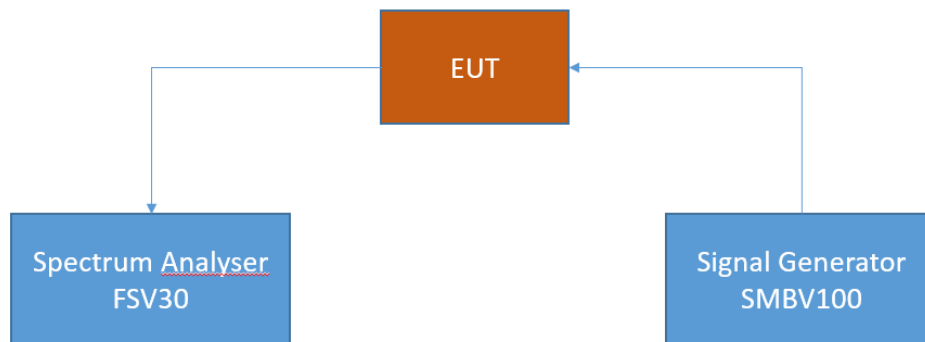 EUT
Spectrum Analyser
FSV30
Signal Generator
SMBV100